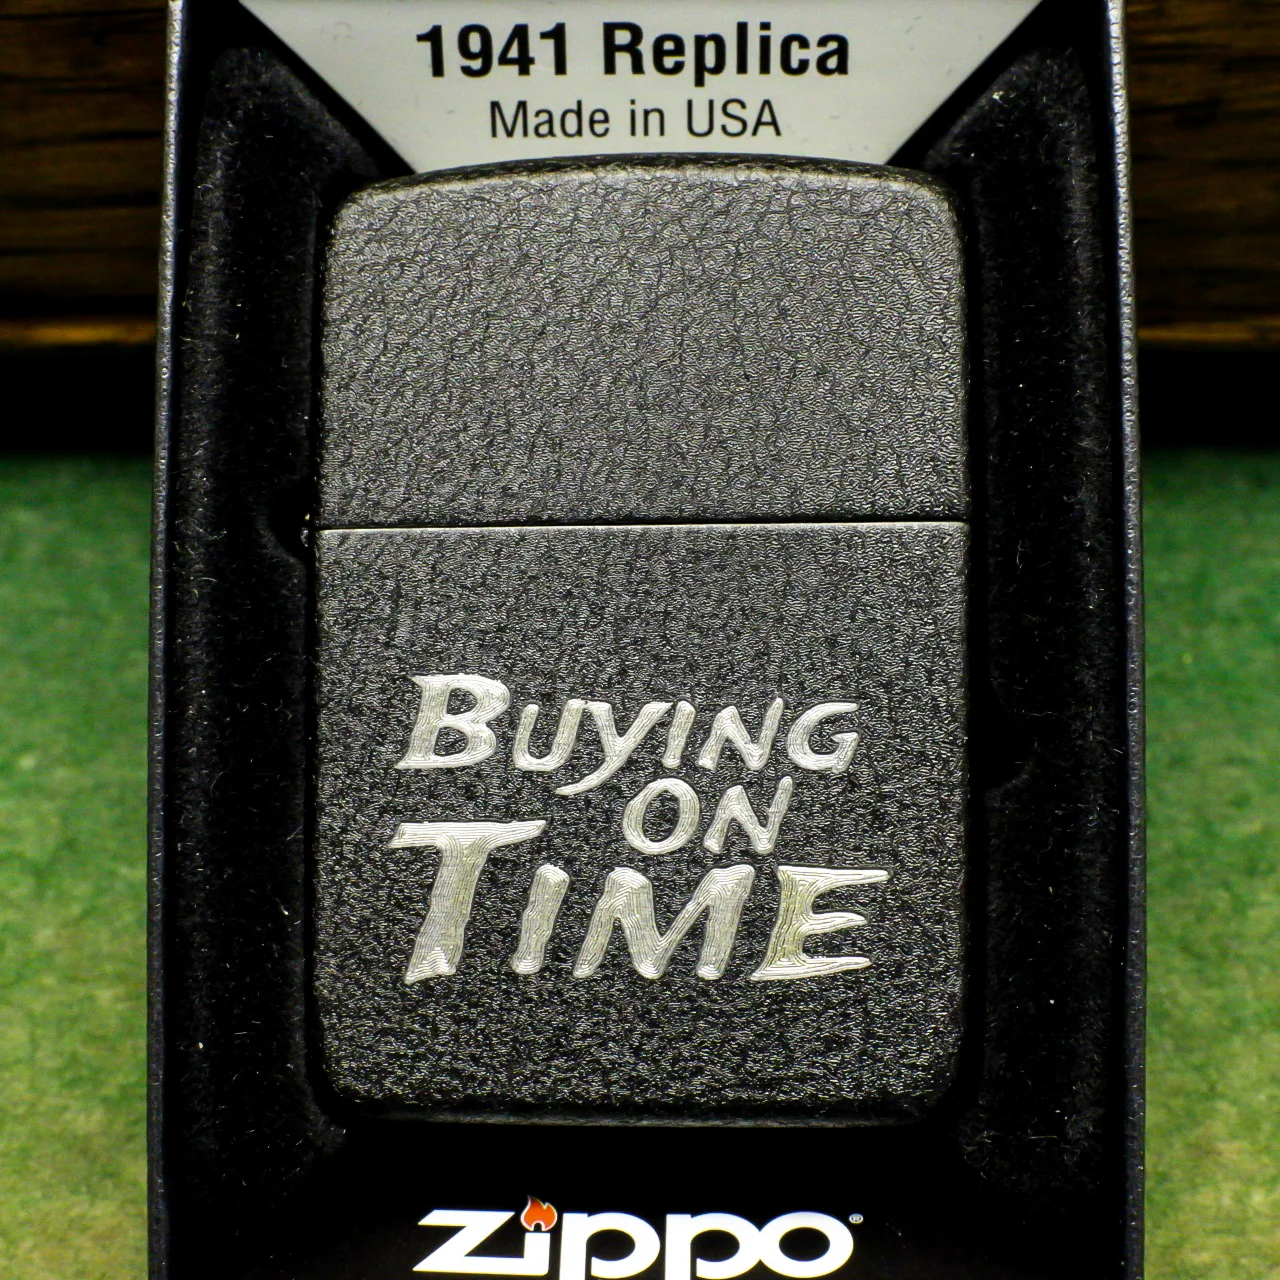 1941 Replica
Made in USA
BUYING
ON
TIME
zippo®